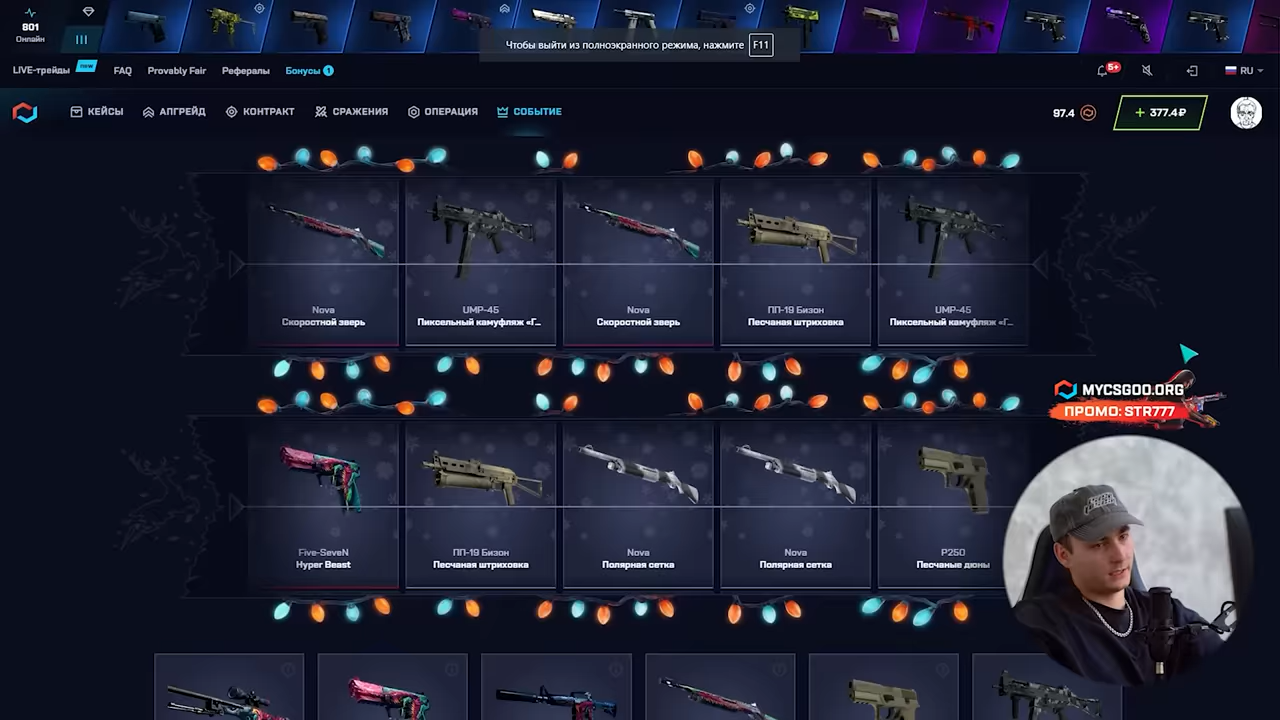 801
Онлайн
Чтобы выйти из полноэкранного режима, нажмите F11
LIVE-трейды new FAQ Provably Fair Рефералы Бонусы 1 5+ RU
КЕЙСЫ АПГРЕЙД КОНТРАКТ СРАЖЕНИЯ ОПЕРАЦИЯ СОБЫТИЕ 97.4 + 377.4₽
Nova UMP-45 Nova ПП-19 Бизон UMP-45
Скоростной зверь Пиксельный камуфляж «Г... Скоростной зверь Песчаная штриховка Пиксельный камуфляж «Г...
MYCSGOO.ORG
ПРОМО: STR777
Five-SeveN ПП-19 Бизон Nova Nova P250
Hyper Beast Песчаная штриховка Полярная сетка Полярная сетка Песчаные дюны